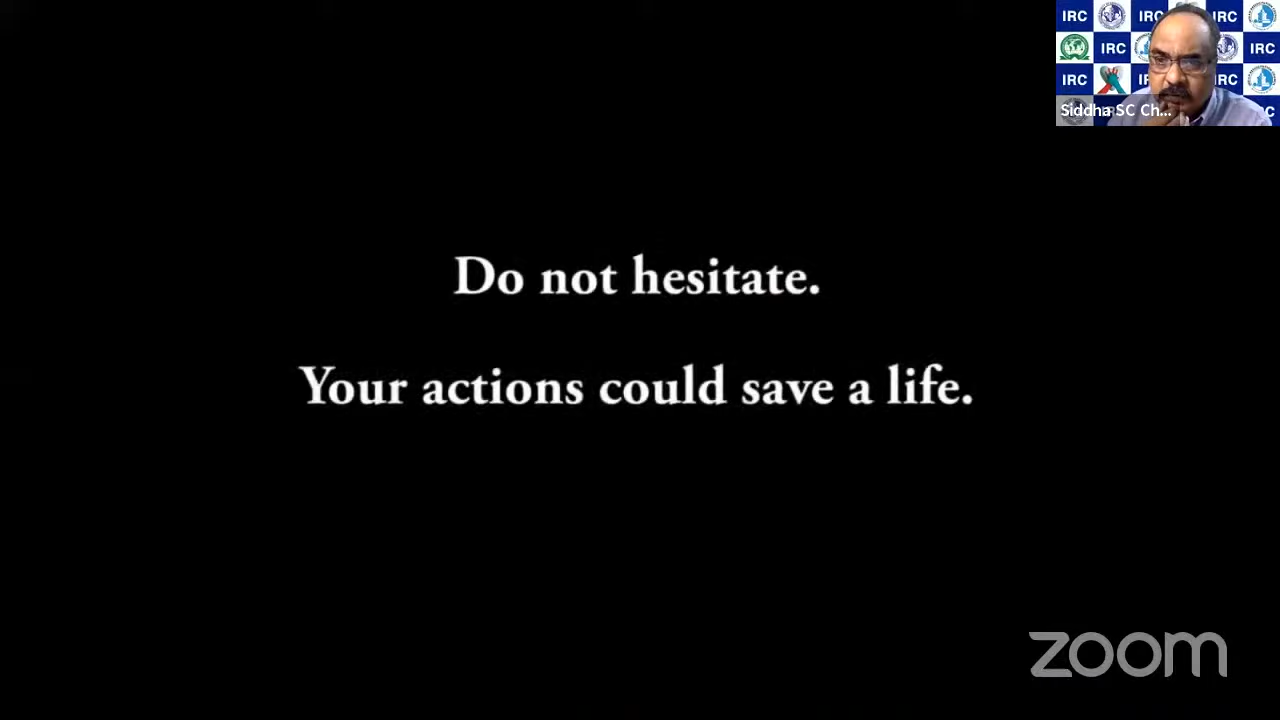 IRC IRC IRC
IRC IRC
IRC IRC
Siddha SC Ch...
Do not hesitate.
Your actions could save a life.
zoom